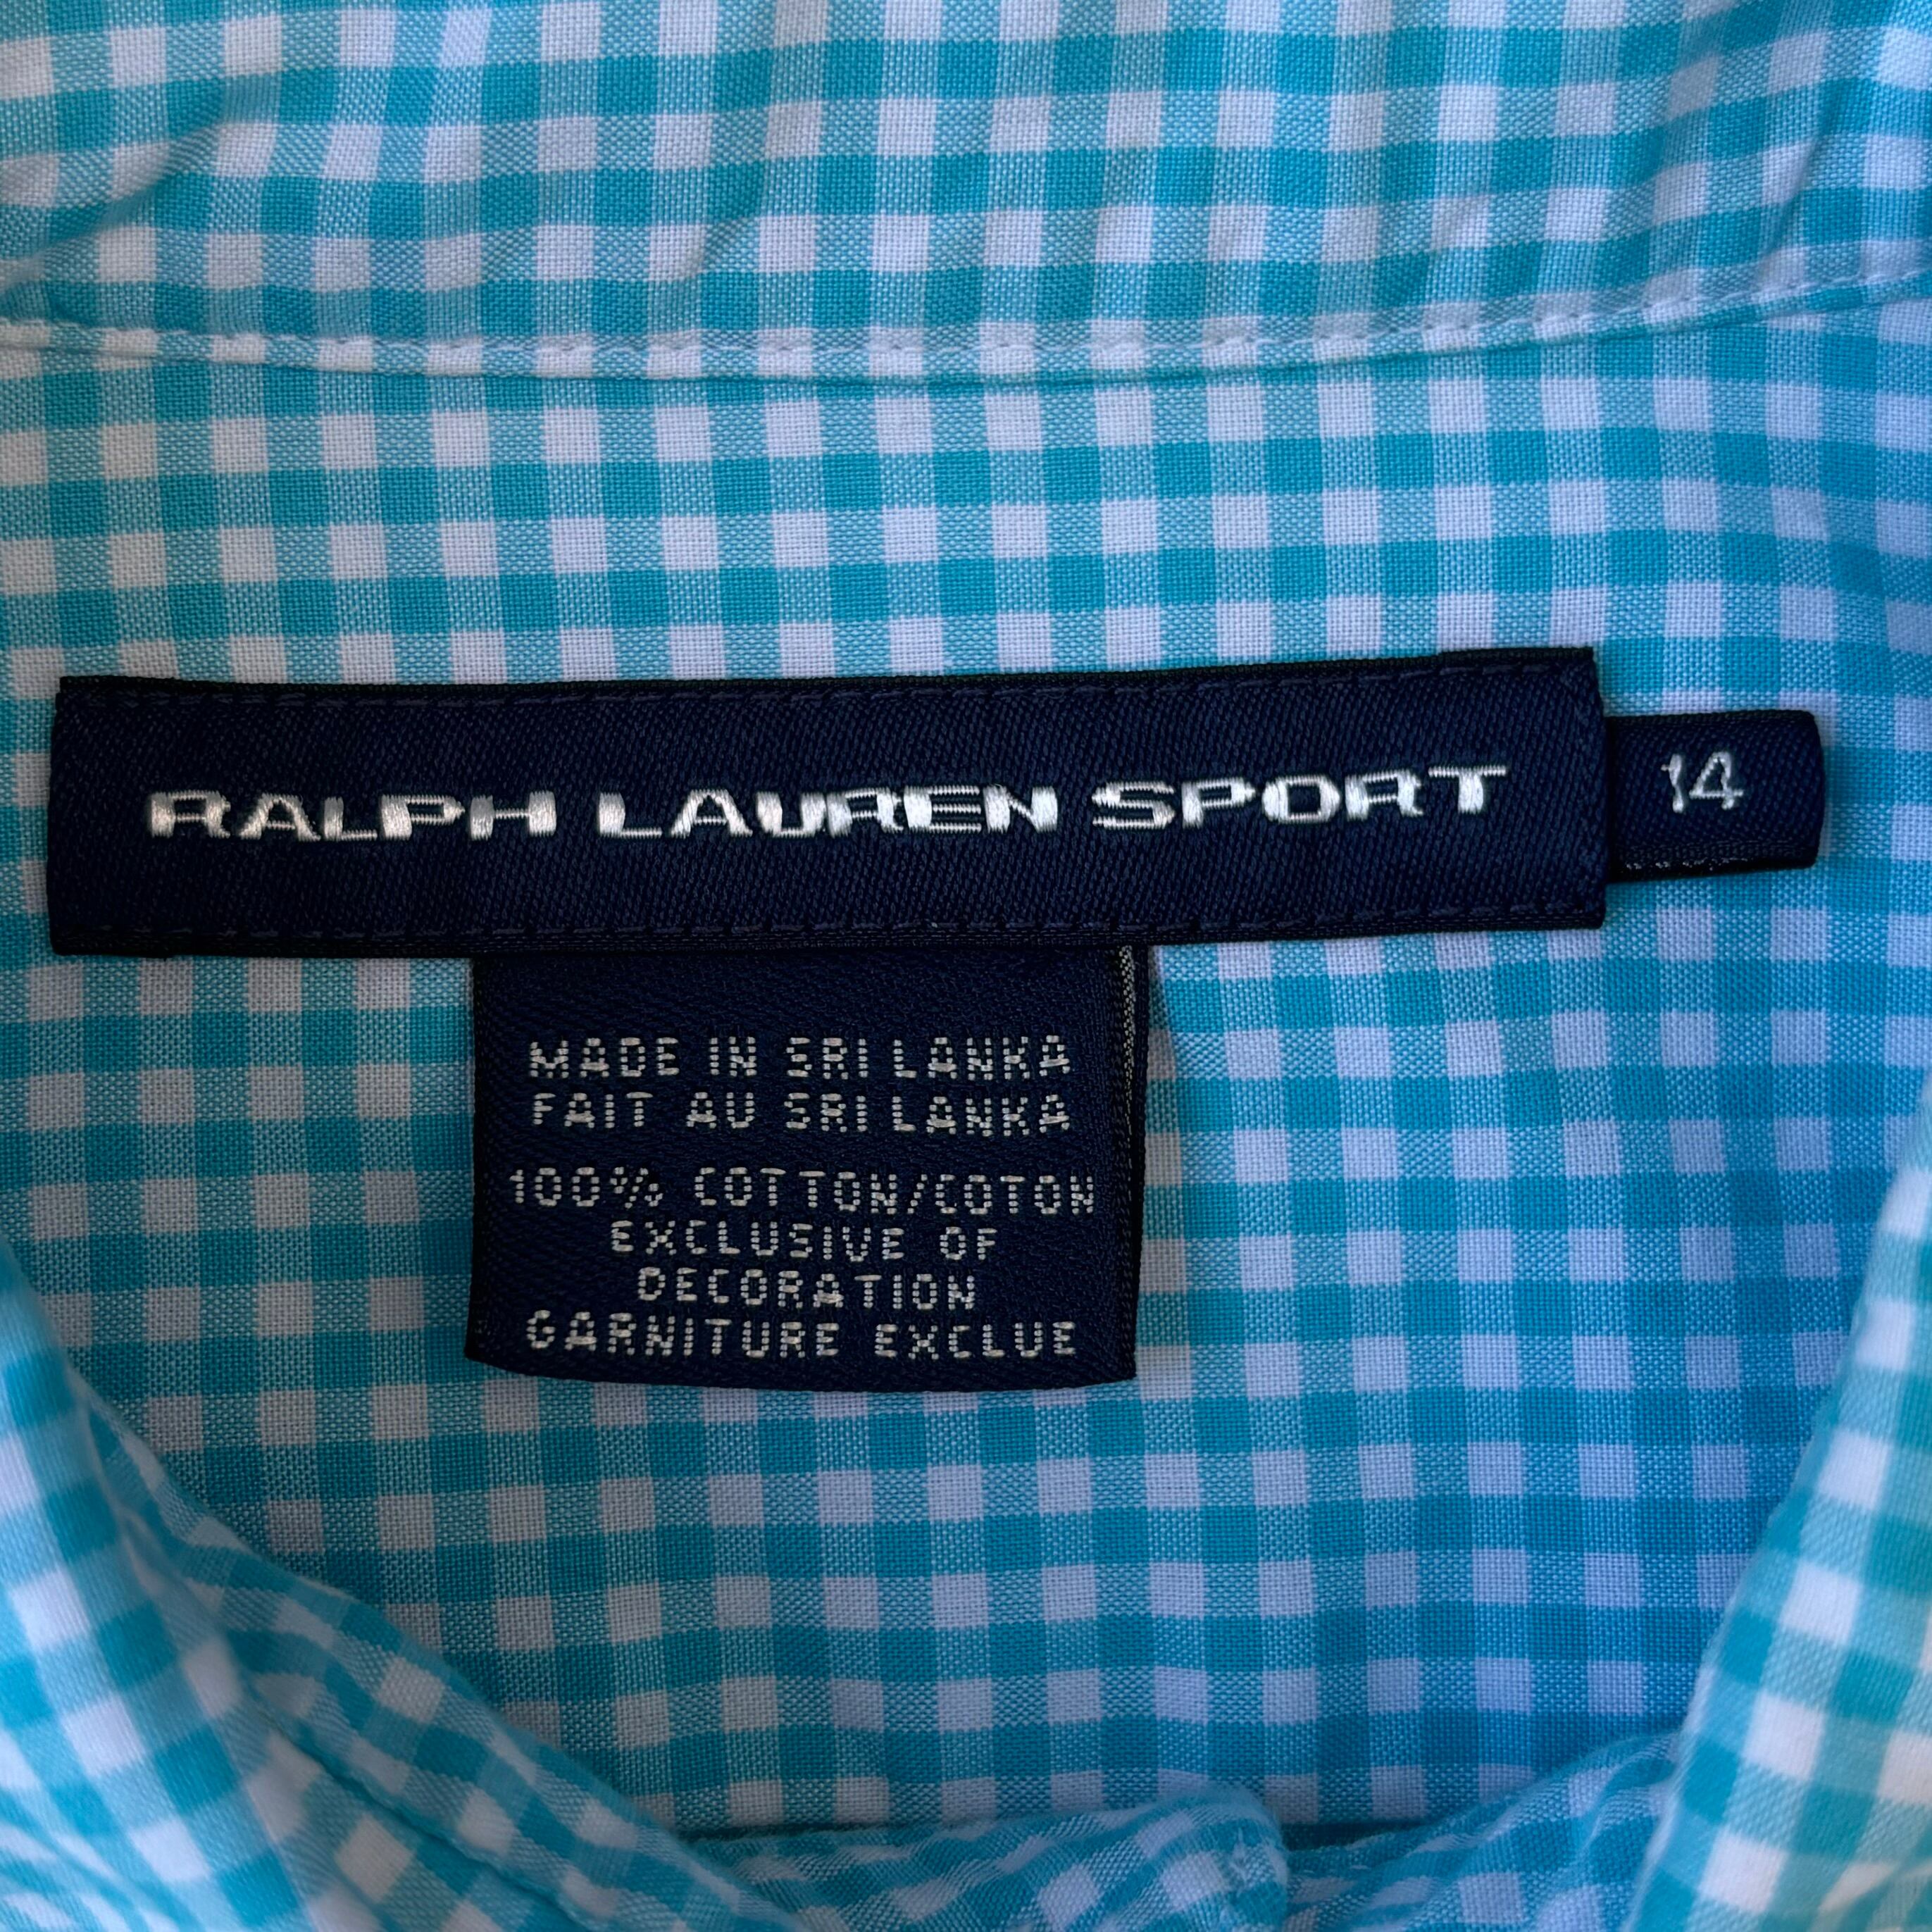 RALPH LAUREN SPORT
14
MADE IN SRI LANKA
FAIT AU SRI LANKA
100% COTTON/COTON
EXCLUSIVE OF
DECORATION
GARNITURE EXCLUE